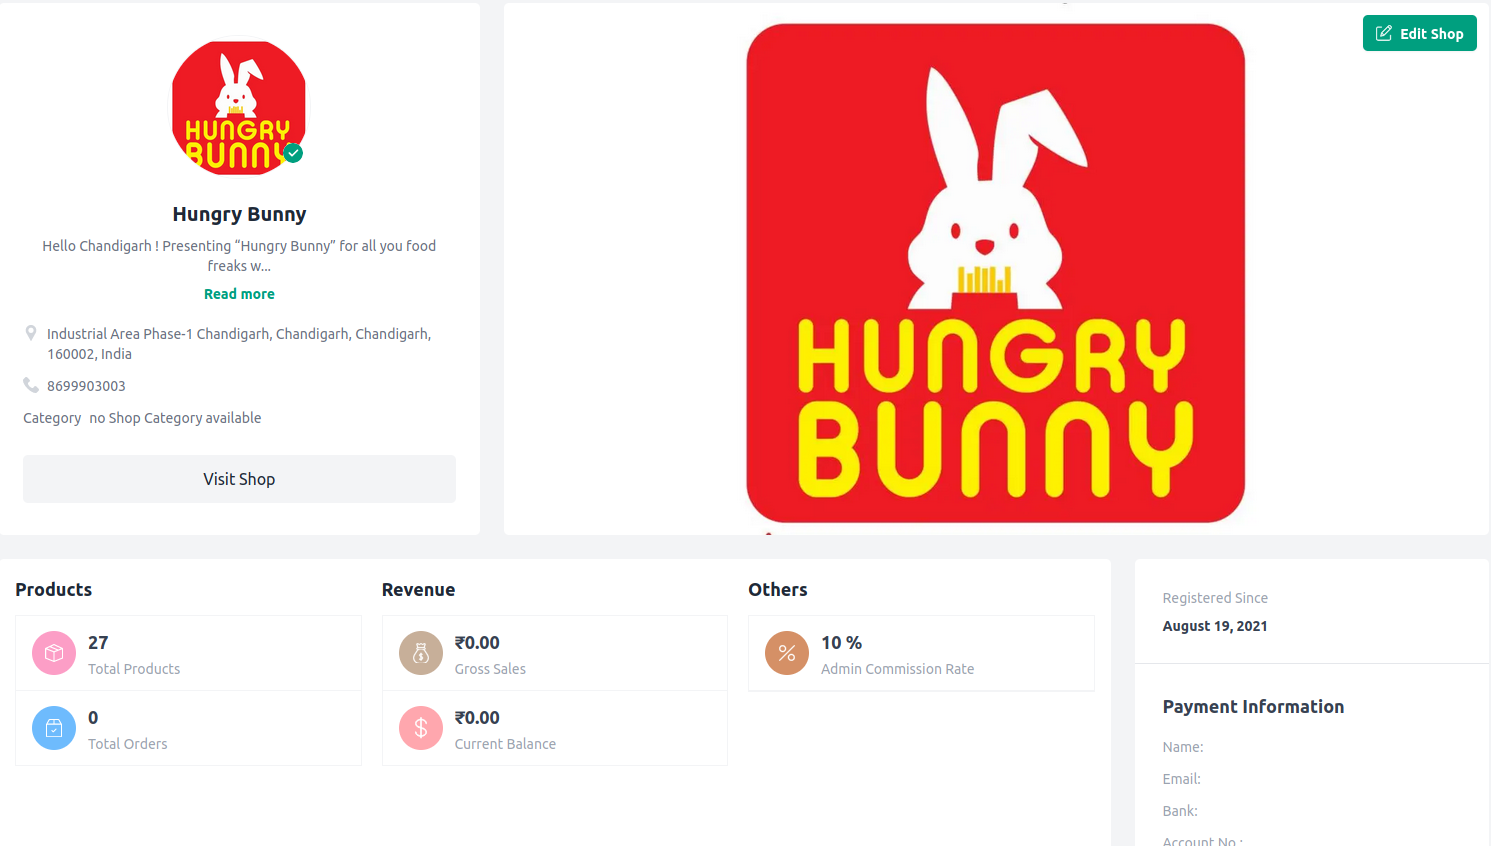 HUNGRY
BUNNY
Hungry Bunny
Hello Chandigarh ! Presenting “Hungry Bunny” for all you food
freaks w...
Read more
Industrial Area Phase-1 Chandigarh, Chandigarh, Chandigarh,
160002, India
8699903003
Category no Shop Category available
Visit Shop
Edit Shop
HUNGRY
BUNNY
Products
27
Total Products
0
Total Orders
Revenue
₹0.00
Gross Sales
₹0.00
Current Balance
Others
10 %
Admin Commission Rate
Registered Since
August 19, 2021
Payment Information
Name:
Email:
Bank:
Account No.: